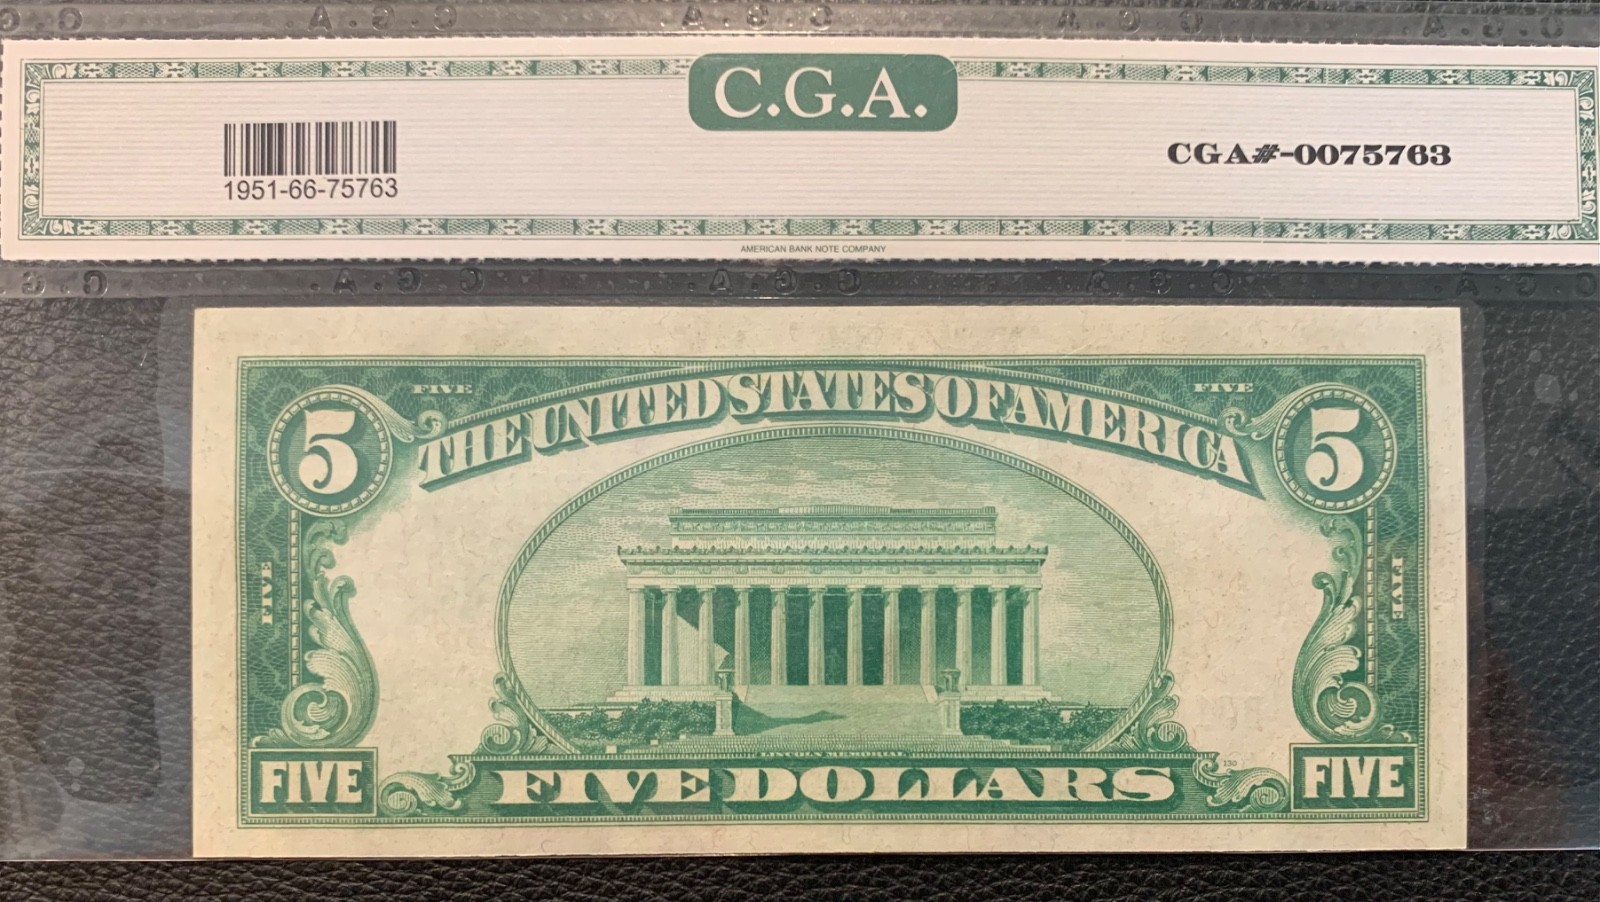 C.G.A. C.G.A. C.G.A. C.G.A.
C.G.A.
1951-66-75763
CGA#-0075763
AMERICAN BANK NOTE COMPANY
C.G.A. C.G.A. C.G.A. C.G.A.
FIVE FIVE
5 THE UNITED STATES OF AMERICA 5
FIVE FIVE
LINCOLN MEMORIAL
130
FIVE FIVE DOLLARS FIVE